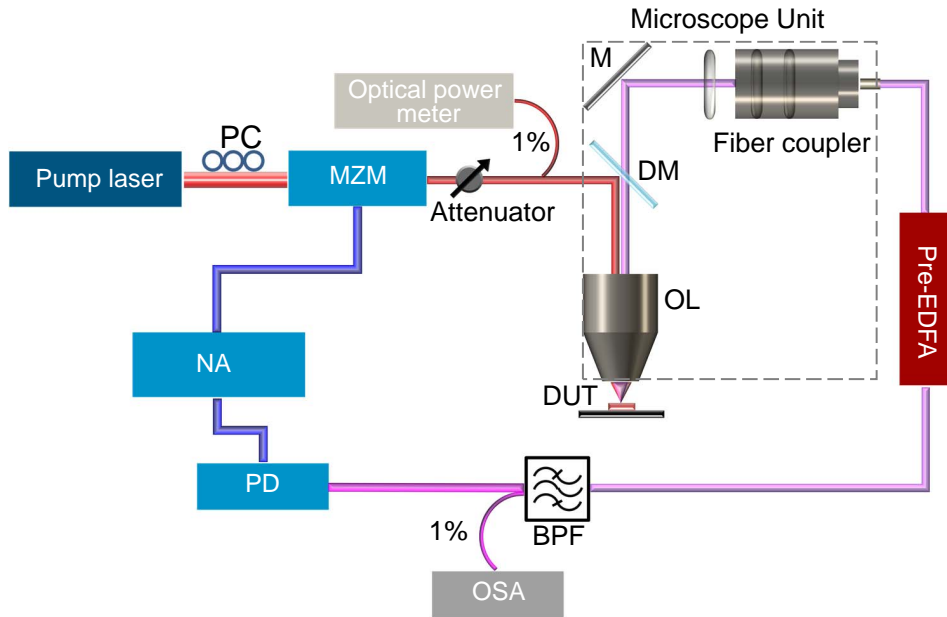 Microscope Unit
M
Optical power
meter
1%
PC
Fiber coupler
Pump laser
MZM
DM
Attenuator
Pre-EDFA
OL
NA
DUT
PD
1%
BPF
OSA